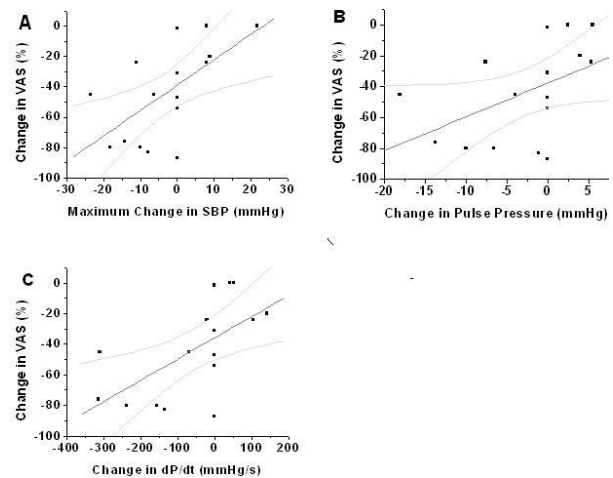 A
Change in VAS (%)
0
-20
-40
-60
-80
-100
-30 -20 -10 0 10 20 30
Maximum Change in SBP (mmHg)
B
Change in VAS (%)
0
-20
-40
-60
-80
-100
-20 -15 -10 -5 0 5
Change in Pulse Pressure (mmHg)
C
Change in VAS (%)
0
-20
-40
-60
-80
-100
-400 -300 -200 -100 0 100 200
Change in dP/dt (mmHg/s)